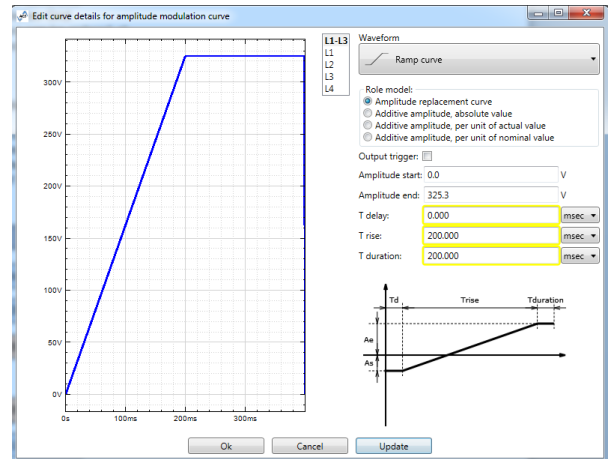 Edit curve details for amplitude modulation curve
300V
250V
200V
150V
100V
50V
0V
0s 100ms 200ms 300ms
L1-L3
L1
L2
L3
L4
Waveform
Ramp curve
Role model:
Amplitude replacement curve
Additive amplitude, absolute value
Additive amplitude, per unit of actual value
Additive amplitude, per unit of nominal value
Output trigger:
Amplitude start: 0.0 V
Amplitude end: 325.3 V
T delay: 0.000 msec
T rise: 200.000 msec
T duration: 200.000 msec
Td Trise Tduration
Ae
As
Ok Cancel Update